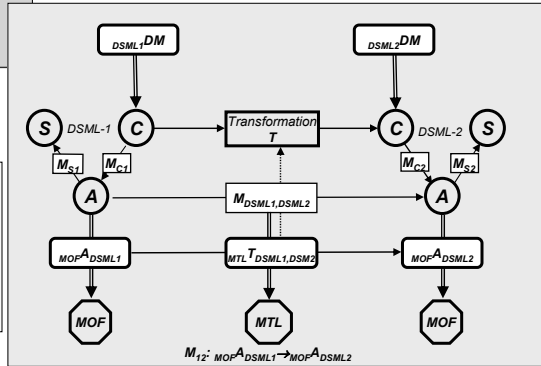 DSML1DM DSML2DM
S DSML-1 C Transformation C DSML-2 S
T
MS1 MC1 MC2 MS2
A MDSML1,DSML2 A
MOFADSML1 MTLTDSML1,DSM2 MOFADSML2
MOF MTL MOF
M12: MOFADSML1→MOFADSML2